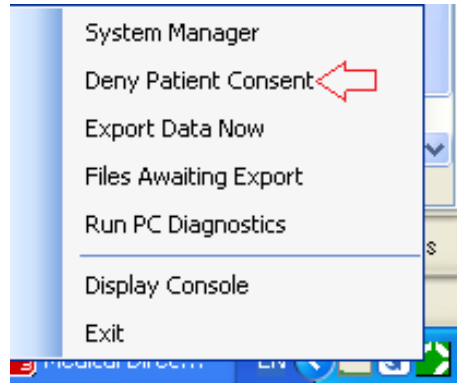 System Manager
Deny Patient Consent
Export Data Now
Files Awaiting Export
Run PC Diagnostics
s
Display Console
Exit
EN